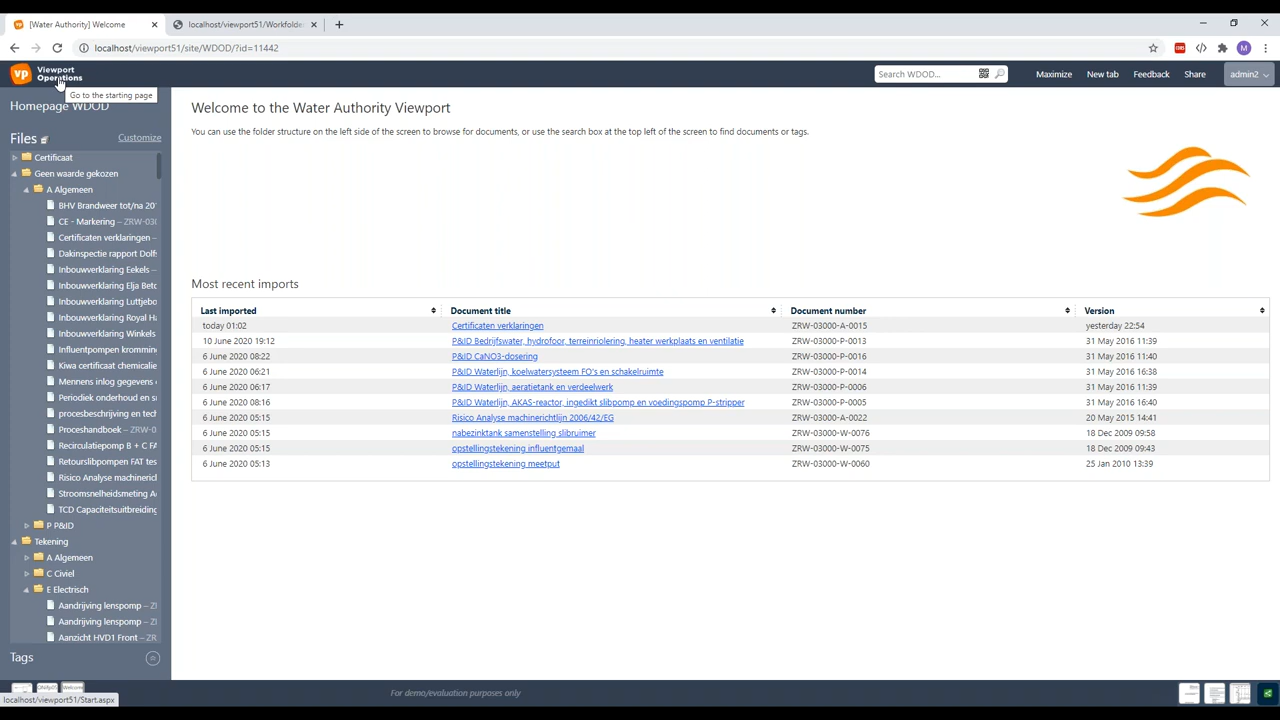 [Water Authority] Welcome
localhost/viewport51/Workfolde
localhost/viewport51/site/WDOD/?id=11442
M
vp Viewport
Operations
Search WDOD...
Maximize New tab Feedback Share admin2
Go to the starting page
Homepage WDOD
Files Customize
Certificaat
Geen waarde gekozen
A Algemeen
BHV Brandweer tot/na 20
CE - Markering – ZRW-030
Certificaten verklaringen –
Dakinspectie rapport Dolf
Inbouwverklaring Eekels –
Inbouwverklaring Elja Beto
Inbouwverklaring Luttjebo
Inbouwverklaring Royal Ha
Inbouwverklaring Winkels
Influentpompen krommin
Kiwa certificaat chemicalie
Mennens inlog gegevens
Periodiek onderhoud en s
procesbeschrijving en tech
Proceshandboek – ZRW-0
Recirculatiepomp B + C FA
Retourslibpompen FAT tes
Risico Analyse machinerich
Stroomsnelheidsmeting A
TCD Capaciteitsuitbreiding
P P&ID
Tekening
A Algemeen
C Civiel
E Electrisch
Aandrijving lenspomp – Z
Aandrijving lenspomp – Z
Aanzicht HVD1 Front – ZR
Tags
Welcome to the Water Authority Viewport
You can use the folder structure on the left side of the screen to browse for documents, or use the search box at the top left of the screen to find documents or tags.
Most recent imports
Last imported Document title Document number Version
today 01:02 Certificaten verklaringen ZRW-03000-A-0015 yesterday 22:54
10 June 2020 19:12 P&ID Bedrijfswater, hydrofoor, terreinriolering, heater werkplaats en ventilatie ZRW-03000-P-0013 31 May 2016 11:39
6 June 2020 08:22 P&ID CaNO3-dosering ZRW-03000-P-0016 31 May 2016 11:40
6 June 2020 06:21 P&ID Waterlijn, koelwatersysteem FO's en schakelruimte ZRW-03000-P-0014 31 May 2016 16:38
6 June 2020 06:17 P&ID Waterlijn, aeratietank en verdeelwerk ZRW-03000-P-0006 31 May 2016 11:39
6 June 2020 08:16 P&ID Waterlijn, AKAS-reactor, ingedikt slibpomp en voedingspomp P-stripper ZRW-03000-P-0005 31 May 2016 16:40
6 June 2020 05:15 Risico Analyse machinerichtlijn 2006/42/EG ZRW-03000-A-0022 20 May 2015 14:41
6 June 2020 05:15 nabezinktank samenstelling slibruimer ZRW-03000-W-0076 18 Dec 2009 09:58
6 June 2020 05:15 opstellingstekening influentgemaal ZRW-03000-W-0075 18 Dec 2009 09:43
6 June 2020 05:13 opstellingstekening meetput ZRW-03000-W-0060 25 Jan 2010 13:39
Welcome
localhost/viewport51/Start.aspx
For demo/evaluation purposes only